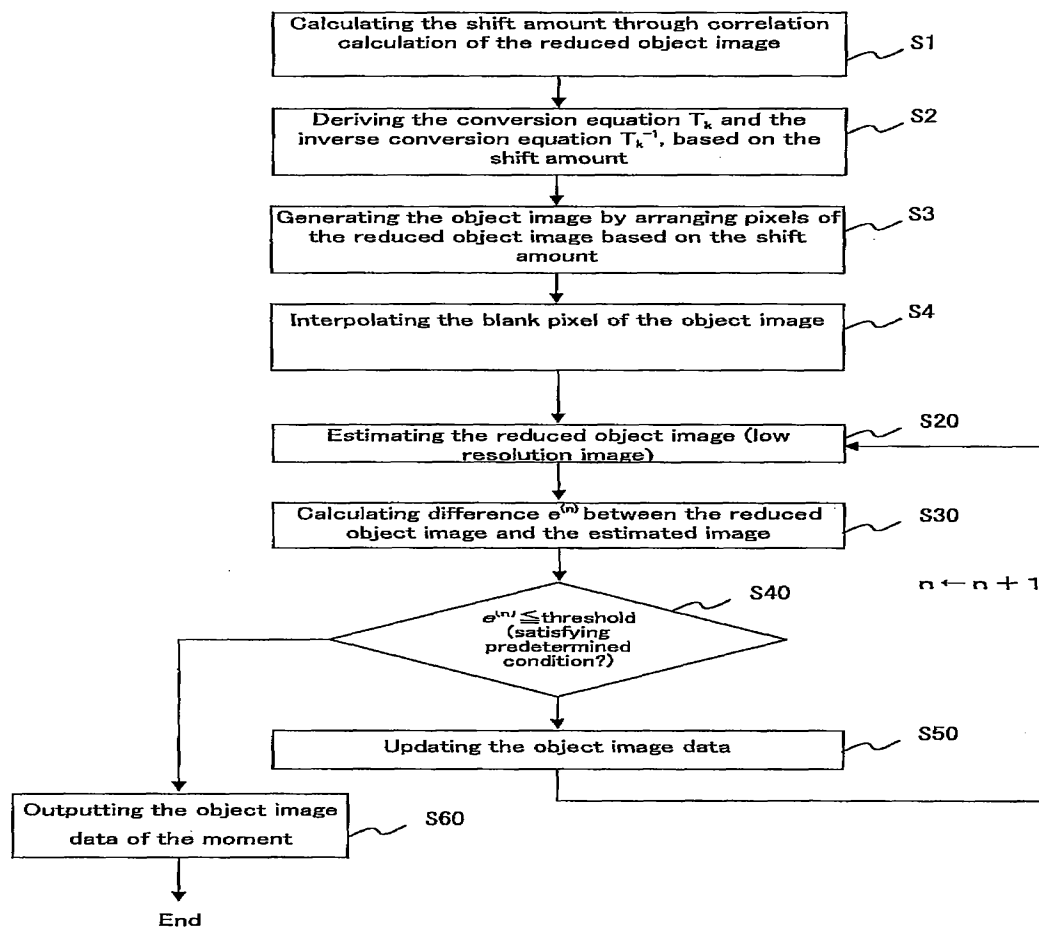 Calculating the shift amount through correlation
calculation of the reduced object image
S1
Deriving the conversion equation Tₖ and the
inverse conversion equation Tₖ⁻¹, based on the
shift amount
S2
Generating the object image by arranging pixels of
the reduced object image based on the shift
amount
S3
Interpolating the blank pixel of the object image
S4
Estimating the reduced object image (low
resolution image)
S20
Calculating difference e⁽ⁿ⁾ between the reduced
object image and the estimated image
S30
n ← n + 1
S40
e⁽ⁿ⁾≦threshold
(satisfying
predetermined
condition?)
Updating the object image data
S50
Outputting the object image
data of the moment
S60
End